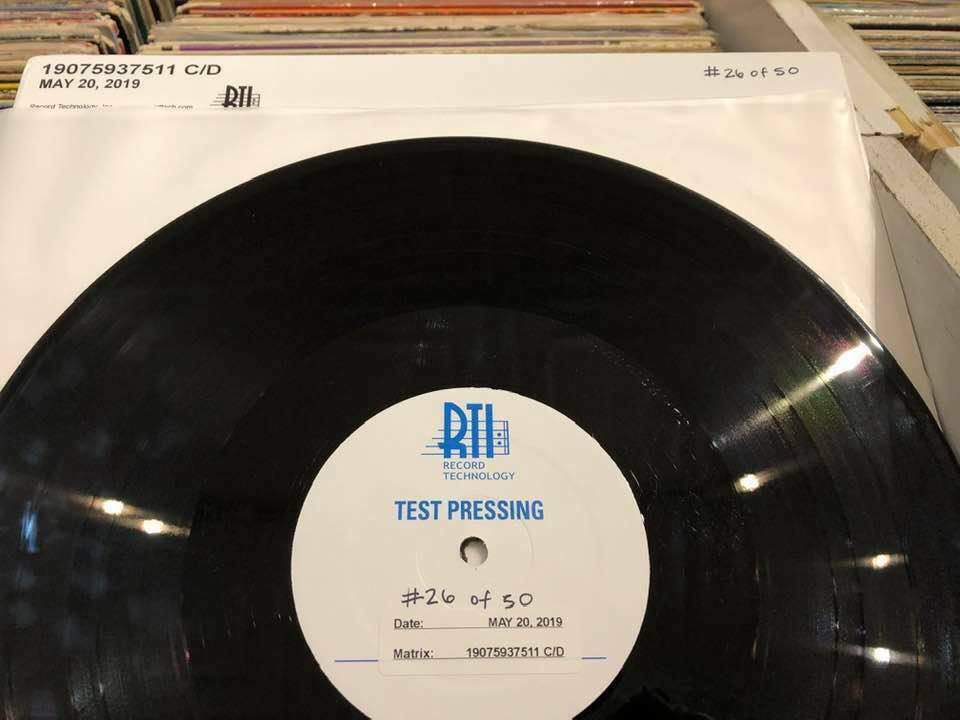 19075937511 C/D
#26 of 50
MAY 20, 2019
RTI
RTI
RECORD
TECHNOLOGY
TEST PRESSING
#26 of 50
Date: MAY 20, 2019
Matrix: 19075937511 C/D